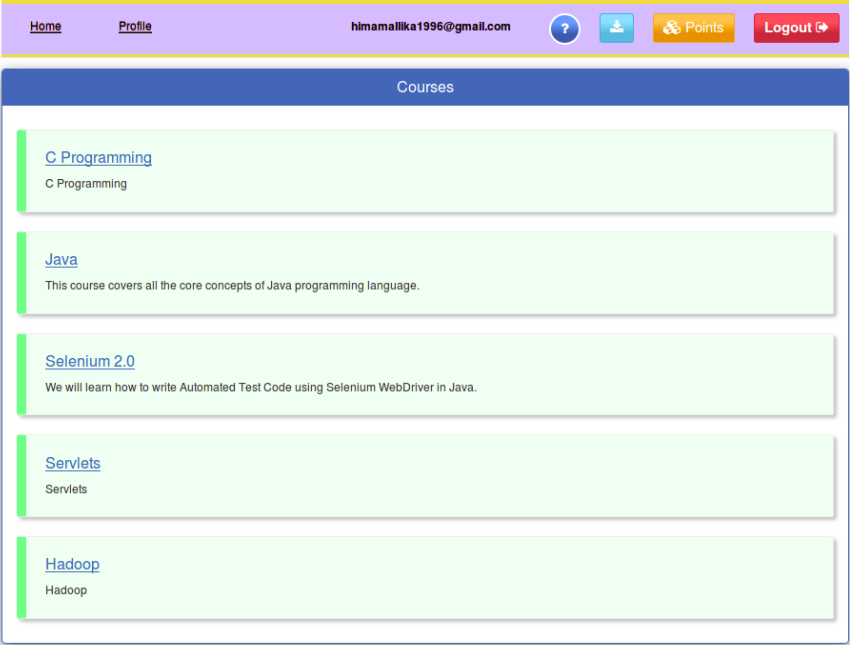 Home Profile himamallika1996@gmail.com ? Points Logout
Courses
C Programming
C Programming
Java
This course covers all the core concepts of Java programming language.
Selenium 2.0
We will learn how to write Automated Test Code using Selenium WebDriver in Java.
Servlets
Servlets
Hadoop
Hadoop